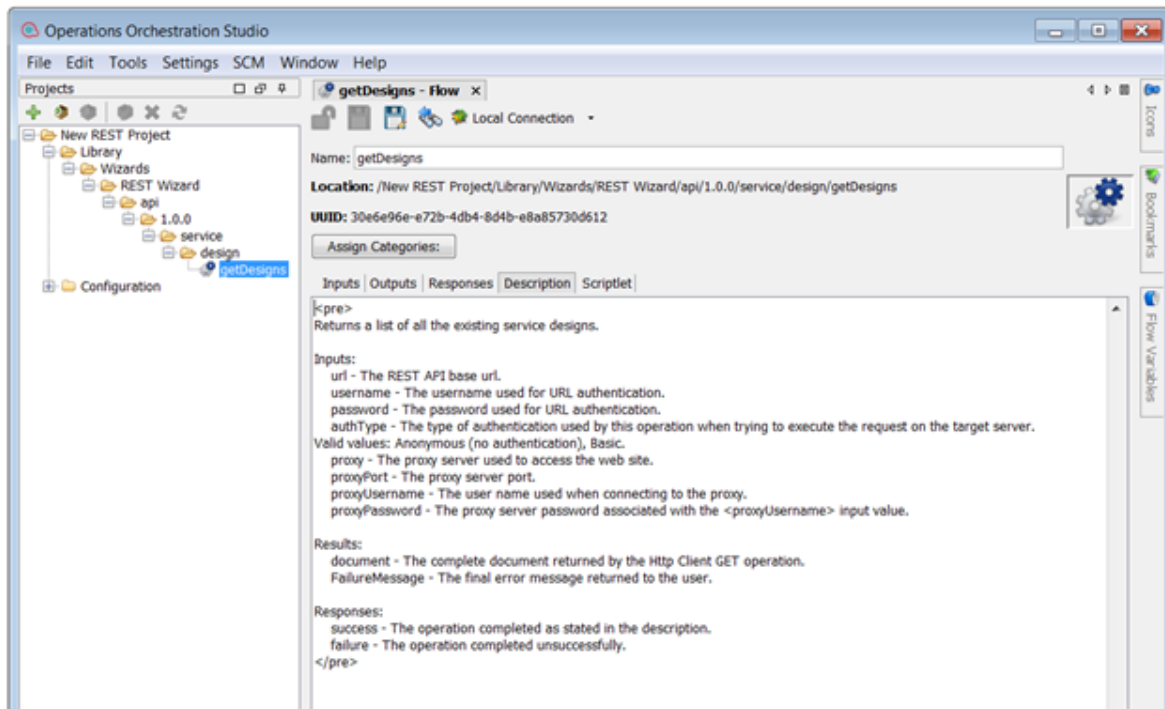 Operations Orchestration Studio
File Edit Tools Settings SCM Window Help
Projects
getDesigns - Flow
Local Connection
New REST Project
Library
Wizards
REST Wizard
api
1.0.0
service
design
getDesigns
Configuration
Name: getDesigns
Location: /New REST Project/Library/Wizards/REST Wizard/api/1.0.0/service/design/getDesigns
UUID: 30e6e96e-e72b-4db4-8d4b-e8a85730d612
Assign Categories:
Inputs Outputs Responses Description Scriptlet
<pre>
Returns a list of all the existing service designs.
Inputs:
url - The REST API base url.
username - The username used for URL authentication.
password - The password used for URL authentication.
authType - The type of authentication used by this operation when trying to execute the request on the target server.
Valid values: Anonymous (no authentication), Basic.
proxy - The proxy server used to access the web site.
proxyPort - The proxy server port.
proxyUsername - The user name used when connecting to the proxy.
proxyPassword - The proxy server password associated with the <proxyUsername> input value.
Results:
document - The complete document returned by the Http Client GET operation.
FailureMessage - The final error message returned to the user.
Responses:
success - The operation completed as stated in the description.
failure - The operation completed unsuccessfully.
</pre>
Icons
Bookmarks
Flow Variables